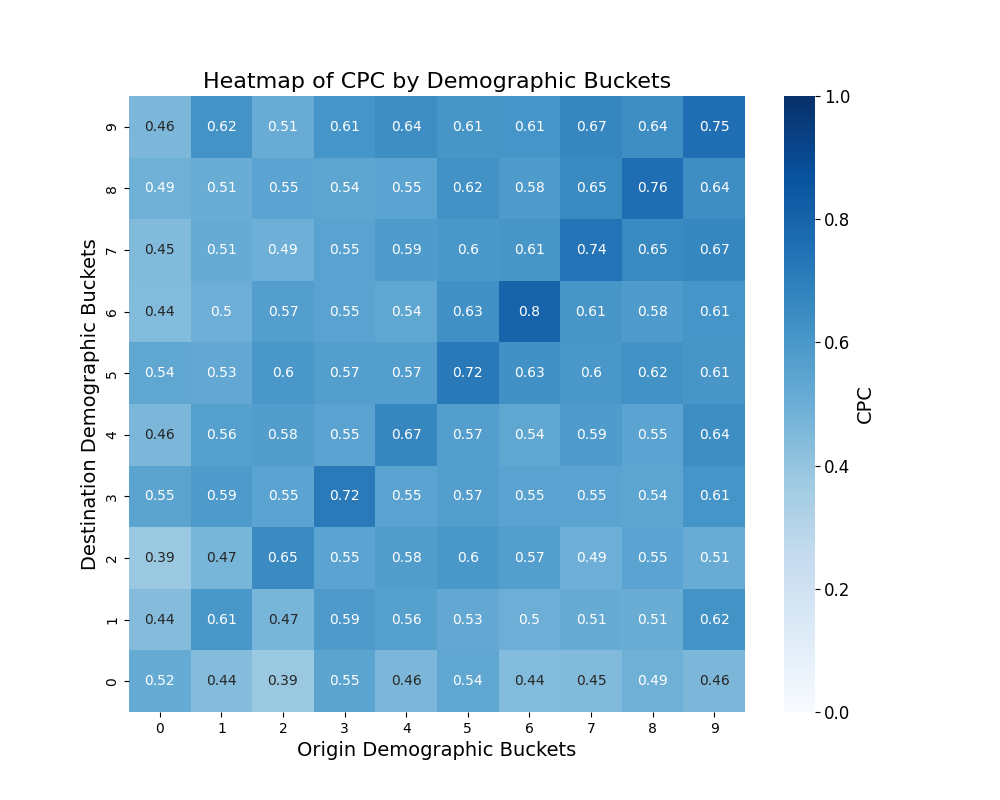 Heatmap of CPC by Demographic Buckets
9 0.46 0.62 0.51 0.61 0.64 0.61 0.61 0.67 0.64 0.75
8 0.49 0.51 0.55 0.54 0.55 0.62 0.58 0.65 0.76 0.64
7 0.45 0.51 0.49 0.55 0.59 0.6 0.61 0.74 0.65 0.67
6 0.44 0.5 0.57 0.55 0.54 0.63 0.8 0.61 0.58 0.61
5 0.54 0.53 0.6 0.57 0.57 0.72 0.63 0.6 0.62 0.61
4 0.46 0.56 0.58 0.55 0.67 0.57 0.54 0.59 0.55 0.64
3 0.55 0.59 0.55 0.72 0.55 0.57 0.55 0.55 0.54 0.61
2 0.39 0.47 0.65 0.55 0.58 0.6 0.57 0.49 0.55 0.51
1 0.44 0.61 0.47 0.59 0.56 0.53 0.5 0.51 0.51 0.62
0 0.52 0.44 0.39 0.55 0.46 0.54 0.44 0.45 0.49 0.46
0 1 2 3 4 5 6 7 8 9
Origin Demographic Buckets
Destination Demographic Buckets
1.0
0.8
0.6
0.4
0.2
0.0
CPC